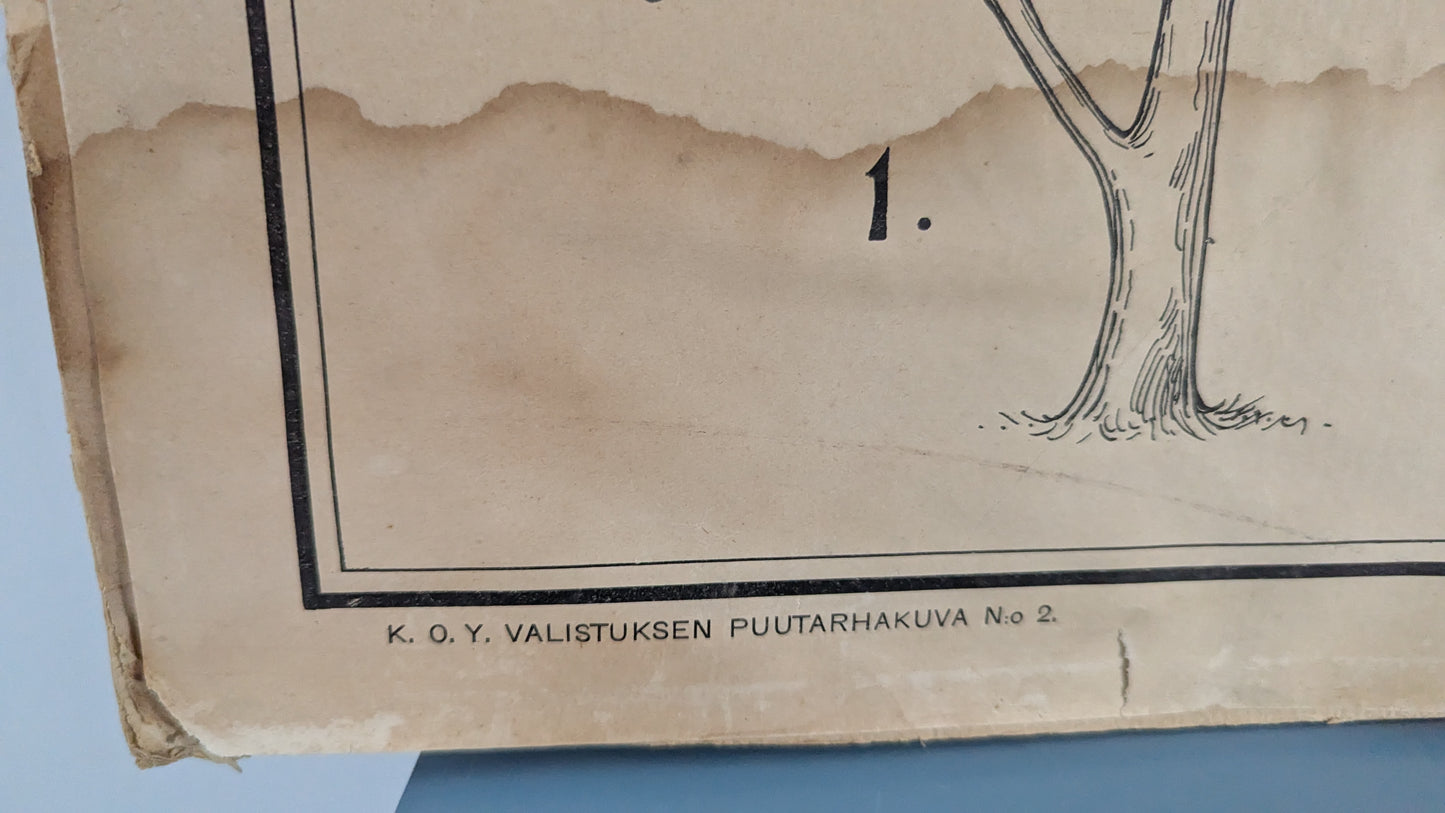 1.
K. O. Y. VALISTUKSEN PUUTARHAKUVA N:o 2.